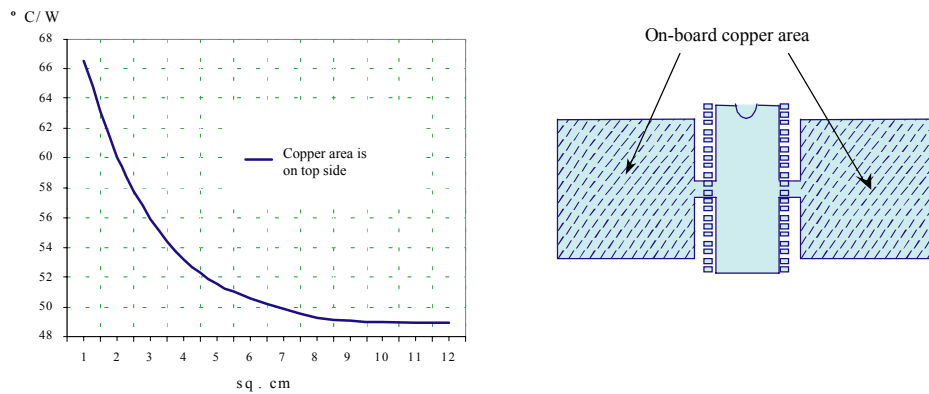 º C/W
68
66
64
62
60
58
56
54
52
50
48
1 2 3 4 5 6 7 8 9 10 11 12
sq . cm
Copper area is
on top side
On-board copper area